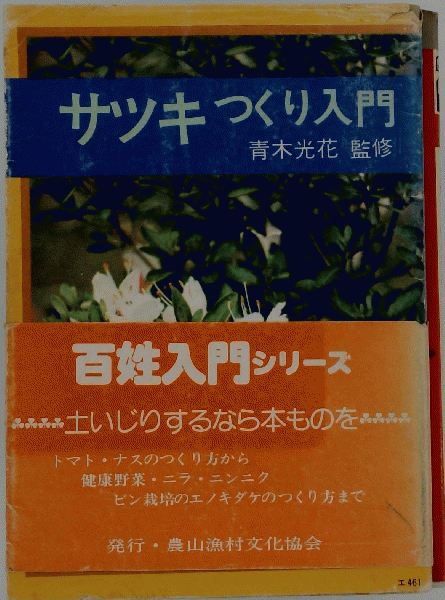 サツキつくり入門
青木光花 監修
百姓入門シリーズ
土いじりするなら本ものを
トマト・ナスのつくり方から
健康野菜・ニラ・ニンニク
ビン栽培のエノキダケのつくり方まで
発行・農山漁村文化協会
エ461